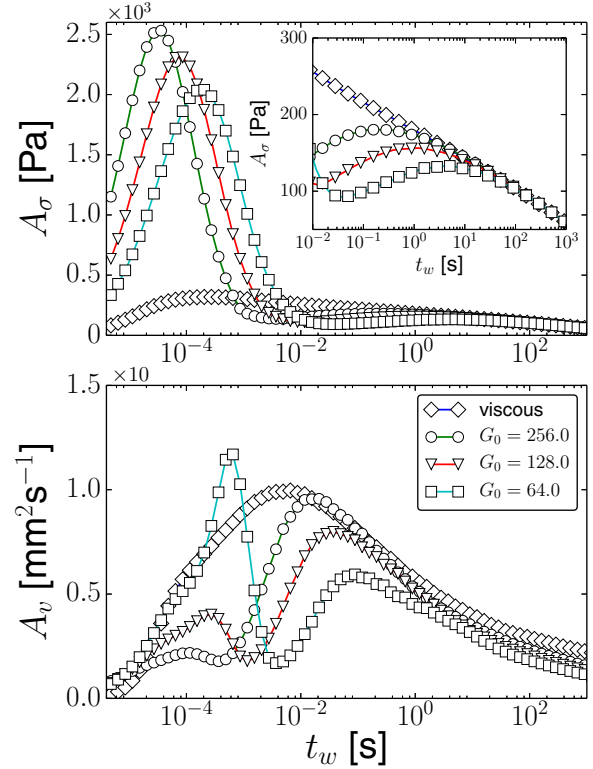 ×10³
2.5
2.0
1.5
1.0
0.5
0
A_σ [Pa]
10⁻⁴ 10⁻² 10⁰ 10²
300
200
100
A_σ [Pa]
10⁻² 10⁻¹ 10⁰ 10¹ 10² 10³
t_w [s]
×10
1.5
1.0
0.5
0.0
A_v [mm²s⁻¹]
viscous
G₀ = 256.0
G₀ = 128.0
G₀ = 64.0
10⁻⁴ 10⁻² 10⁰ 10²
t_w [s]